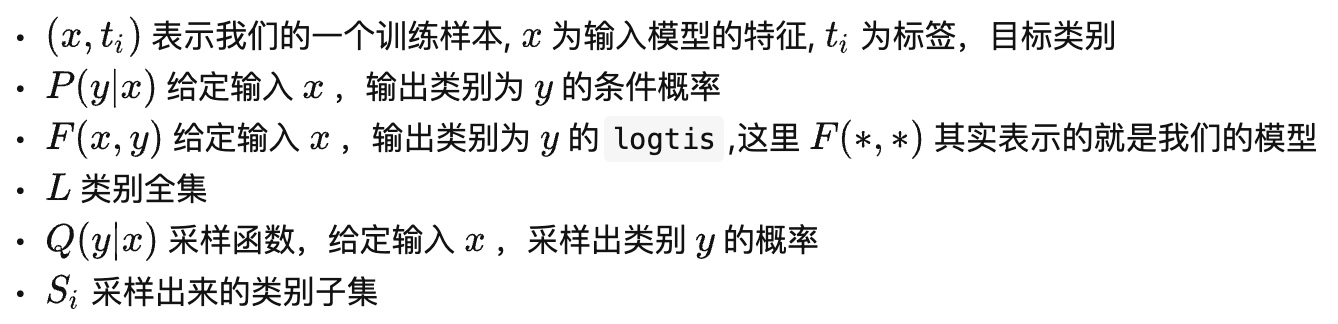 • (x, t_i) 表示我们的一个训练样本, x 为输入模型的特征, t_i 为标签，目标类别
• P(y|x) 给定输入 x ，输出类别为 y 的条件概率
• F(x, y) 给定输入 x ，输出类别为 y 的 logtis ,这里 F(*, *) 其实表示的就是我们的模型
• L 类别全集
• Q(y|x) 采样函数，给定输入 x ，采样出类别 y 的概率
• S_i 采样出来的类别子集